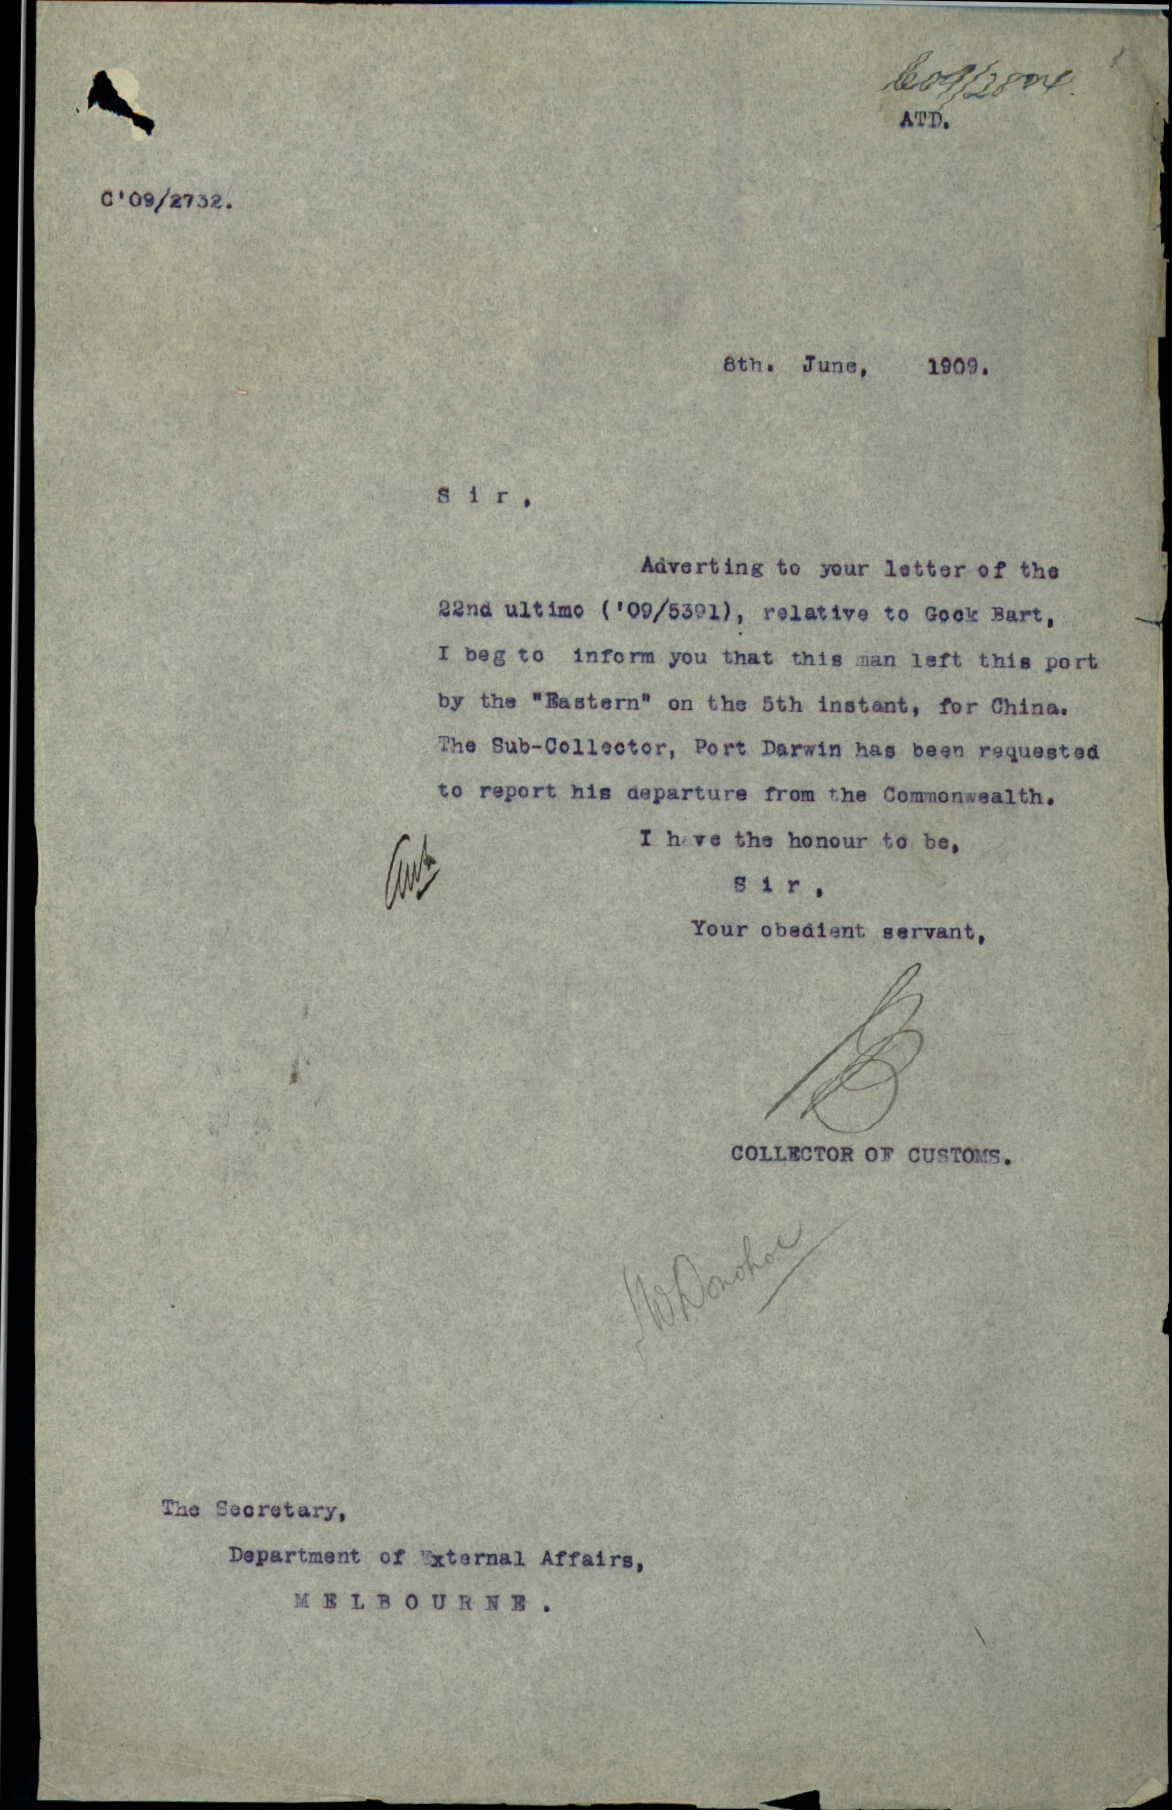 C09/2804.
ATD.
C'09/2732.
8th. June, 1909.
Sir,
Adverting to your letter of the
22nd ultimo ('09/5391), relative to Gock Bart,
I beg to inform you that this man left this port
by the "Eastern" on the 5th instant, for China.
The Sub-Collector, Port Darwin has been requested
to report his departure from the Commonwealth.
I have the honour to be,
Sir,
Your obedient servant,
COLLECTOR OF CUSTOMS.
Donohoe
The Secretary,
Department of External Affairs,
MELBOURNE.